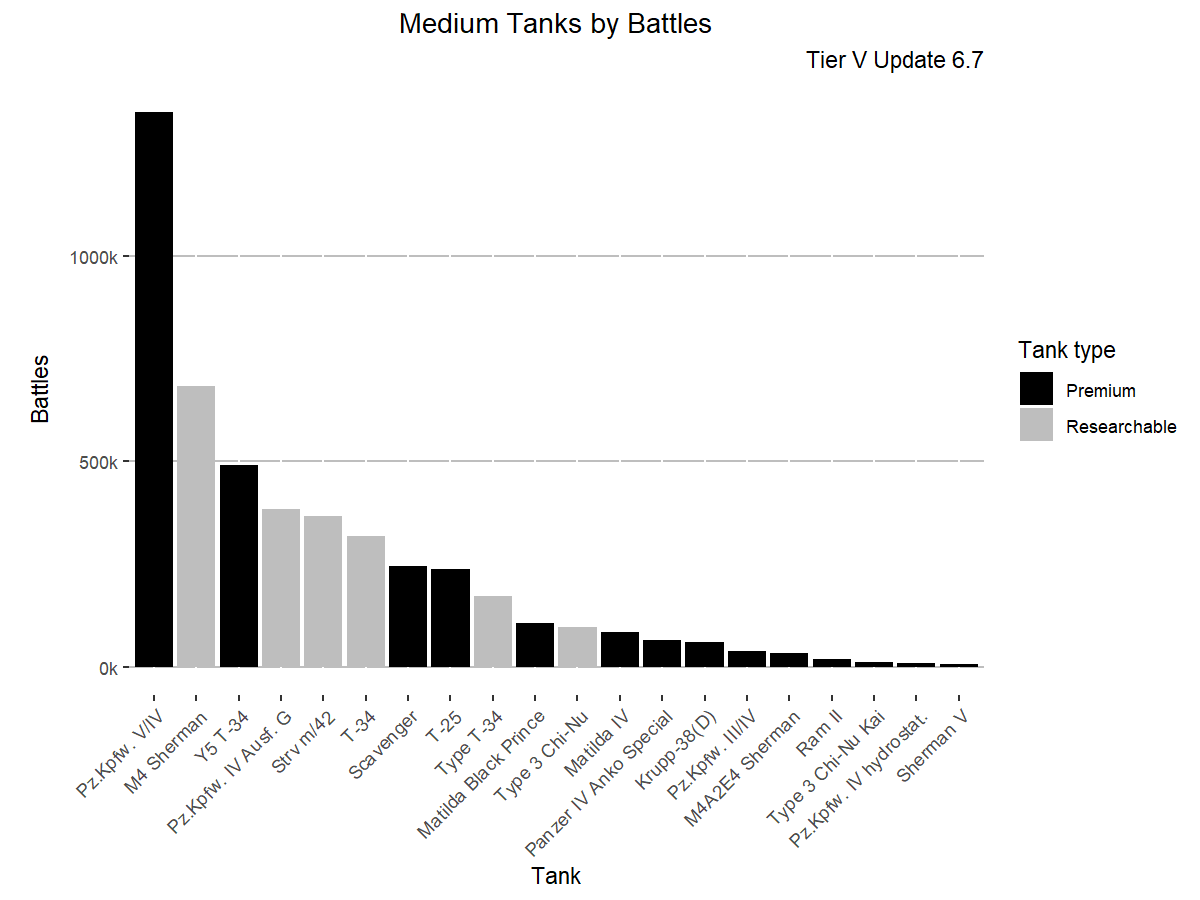 Medium Tanks by Battles
Tier V Update 6.7
Battles
1000k
500k
0k
Pz.Kpfw. V/IV
M4 Sherman
Y5 T-34
Pz.Kpfw. IV Ausf. G
Strv m/42
T-34
Scavenger
T-25
Type T-34
Matilda Black Prince
Type 3 Chi-Nu
Matilda IV
Panzer IV Anko Special
Krupp-38(D)
Pz.Kpfw. III/IV
M4A2E4 Sherman
Ram II
Type 3 Chi-Nu Kai
Pz.Kpfw. IV hydrostat.
Sherman V
Tank
Tank type
Premium
Researchable